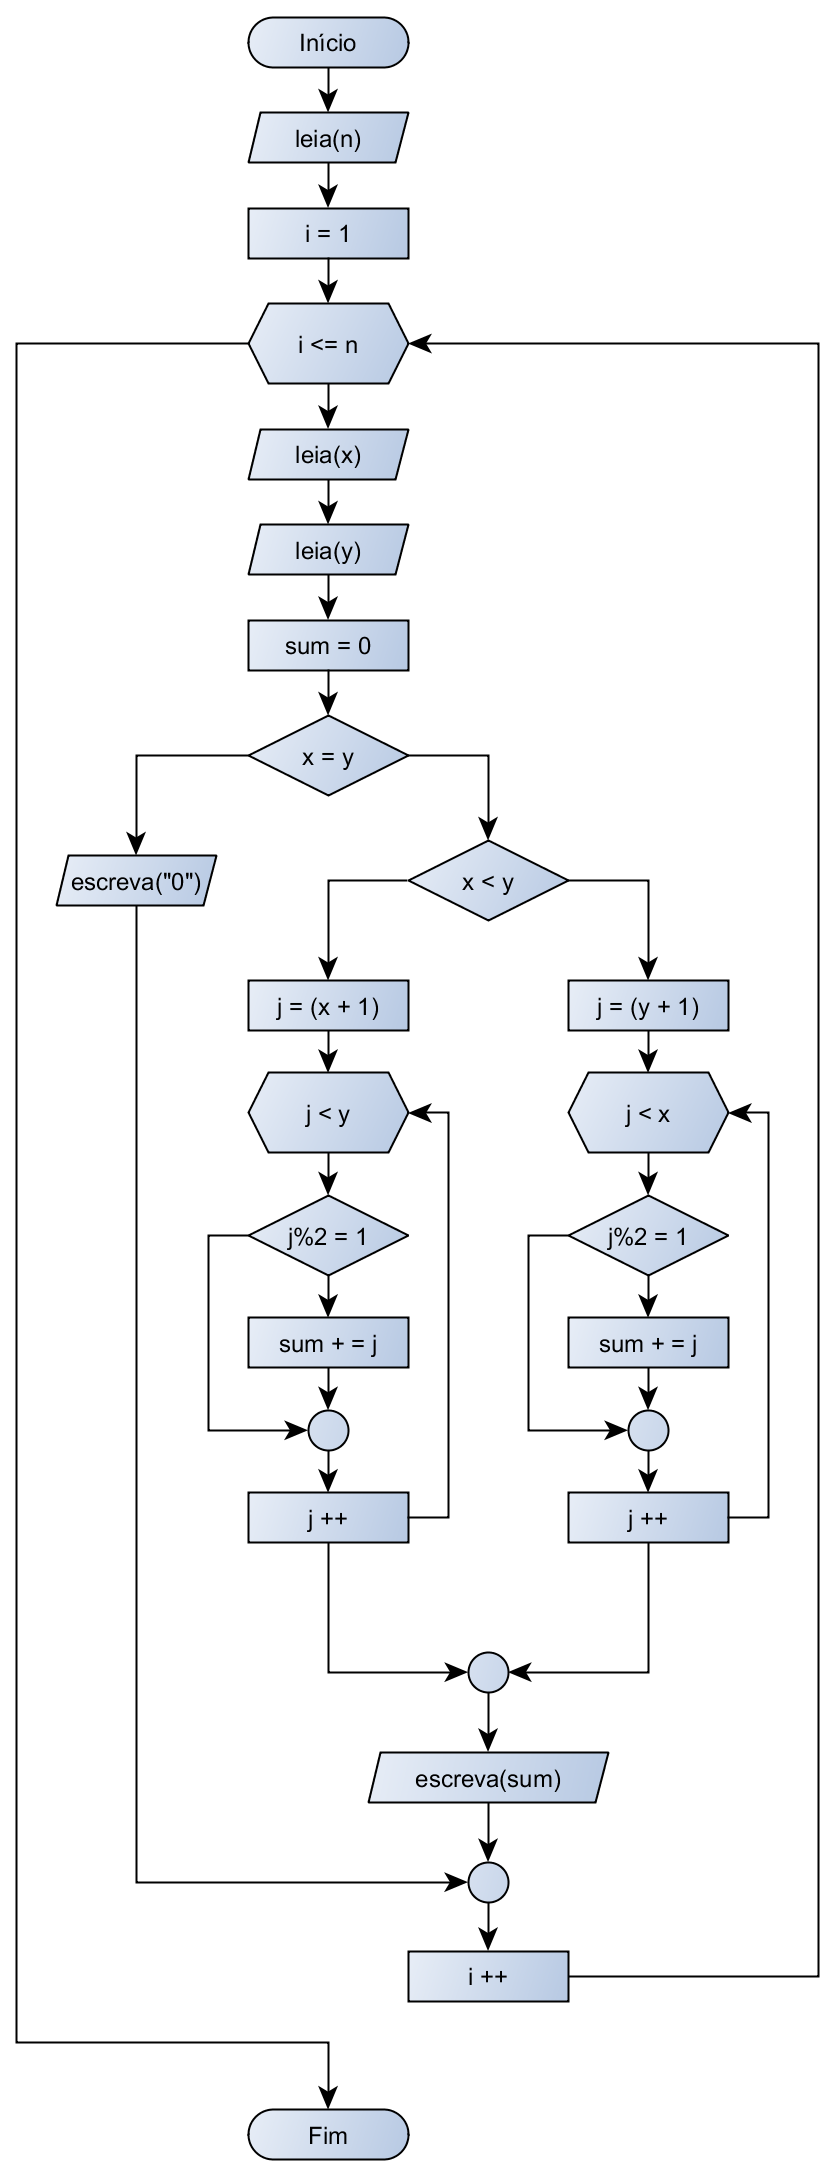 Início
leia(n)
i = 1
i <= n
leia(x)
leia(y)
sum = 0
x = y
escreva("0")
x < y
j = (x + 1)
j = (y + 1)
j < y
j < x
j%2 = 1
j%2 = 1
sum + = j
sum + = j
j ++
j ++
escreva(sum)
i ++
Fim